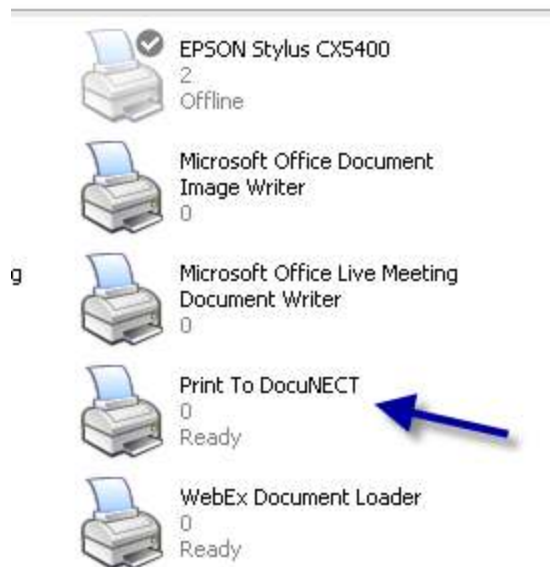 EPSON Stylus CX5400
2
Offline
Microsoft Office Document
Image Writer
0
g
Microsoft Office Live Meeting
Document Writer
0
Print To DocuNECT
0
Ready
WebEx Document Loader
0
Ready